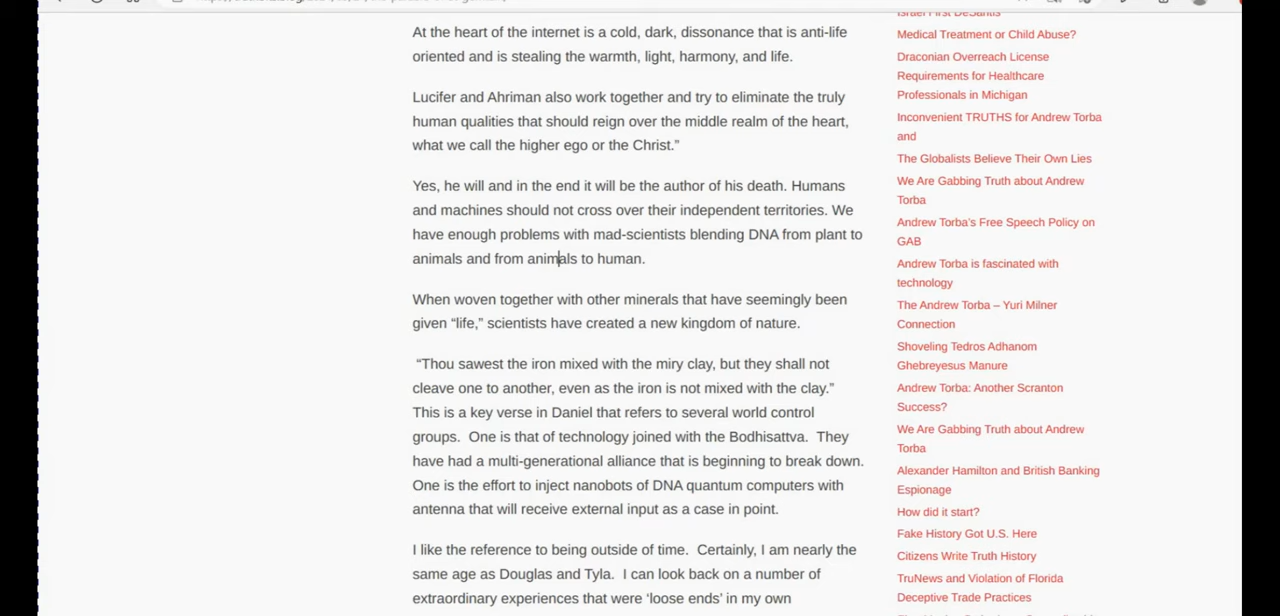 At the heart of the internet is a cold, dark, dissonance that is anti-life
oriented and is stealing the warmth, light, harmony, and life.
Lucifer and Ahriman also work together and try to eliminate the truly
human qualities that should reign over the middle realm of the heart,
what we call the higher ego or the Christ.”
Yes, he will and in the end it will be the author of his death. Humans
and machines should not cross over their independent territories. We
have enough problems with mad-scientists blending DNA from plant to
animals and from animals to human.
When woven together with other minerals that have seemingly been
given “life,” scientists have created a new kingdom of nature.
“Thou sawest the iron mixed with the miry clay, but they shall not
cleave one to another, even as the iron is not mixed with the clay.”
This is a key verse in Daniel that refers to several world control
groups.  One is that of technology joined with the Bodhisattva.  They
have had a multi-generational alliance that is beginning to break down.
One is the effort to inject nanobots of DNA quantum computers with
antenna that will receive external input as a case in point.
I like the reference to being outside of time.  Certainly, I am nearly the
same age as Douglas and Tyla.  I can look back on a number of
extraordinary experiences that were ‘loose ends’ in my own
Israel First DeSantis
Medical Treatment or Child Abuse?
Draconian Overreach License
Requirements for Healthcare
Professionals in Michigan
Inconvenient TRUTHS for Andrew Torba
and
The Globalists Believe Their Own Lies
We Are Gabbing Truth about Andrew
Torba
Andrew Torba’s Free Speech Policy on
GAB
Andrew Torba is fascinated with
technology
The Andrew Torba – Yuri Milner
Connection
Shoveling Tedros Adhanom
Ghebreyesus Manure
Andrew Torba: Another Scranton
Success?
We Are Gabbing Truth about Andrew
Torba
Alexander Hamilton and British Banking
Espionage
How did it start?
Fake History Got U.S. Here
Citizens Write Truth History
TruNews and Violation of Florida
Deceptive Trade Practices